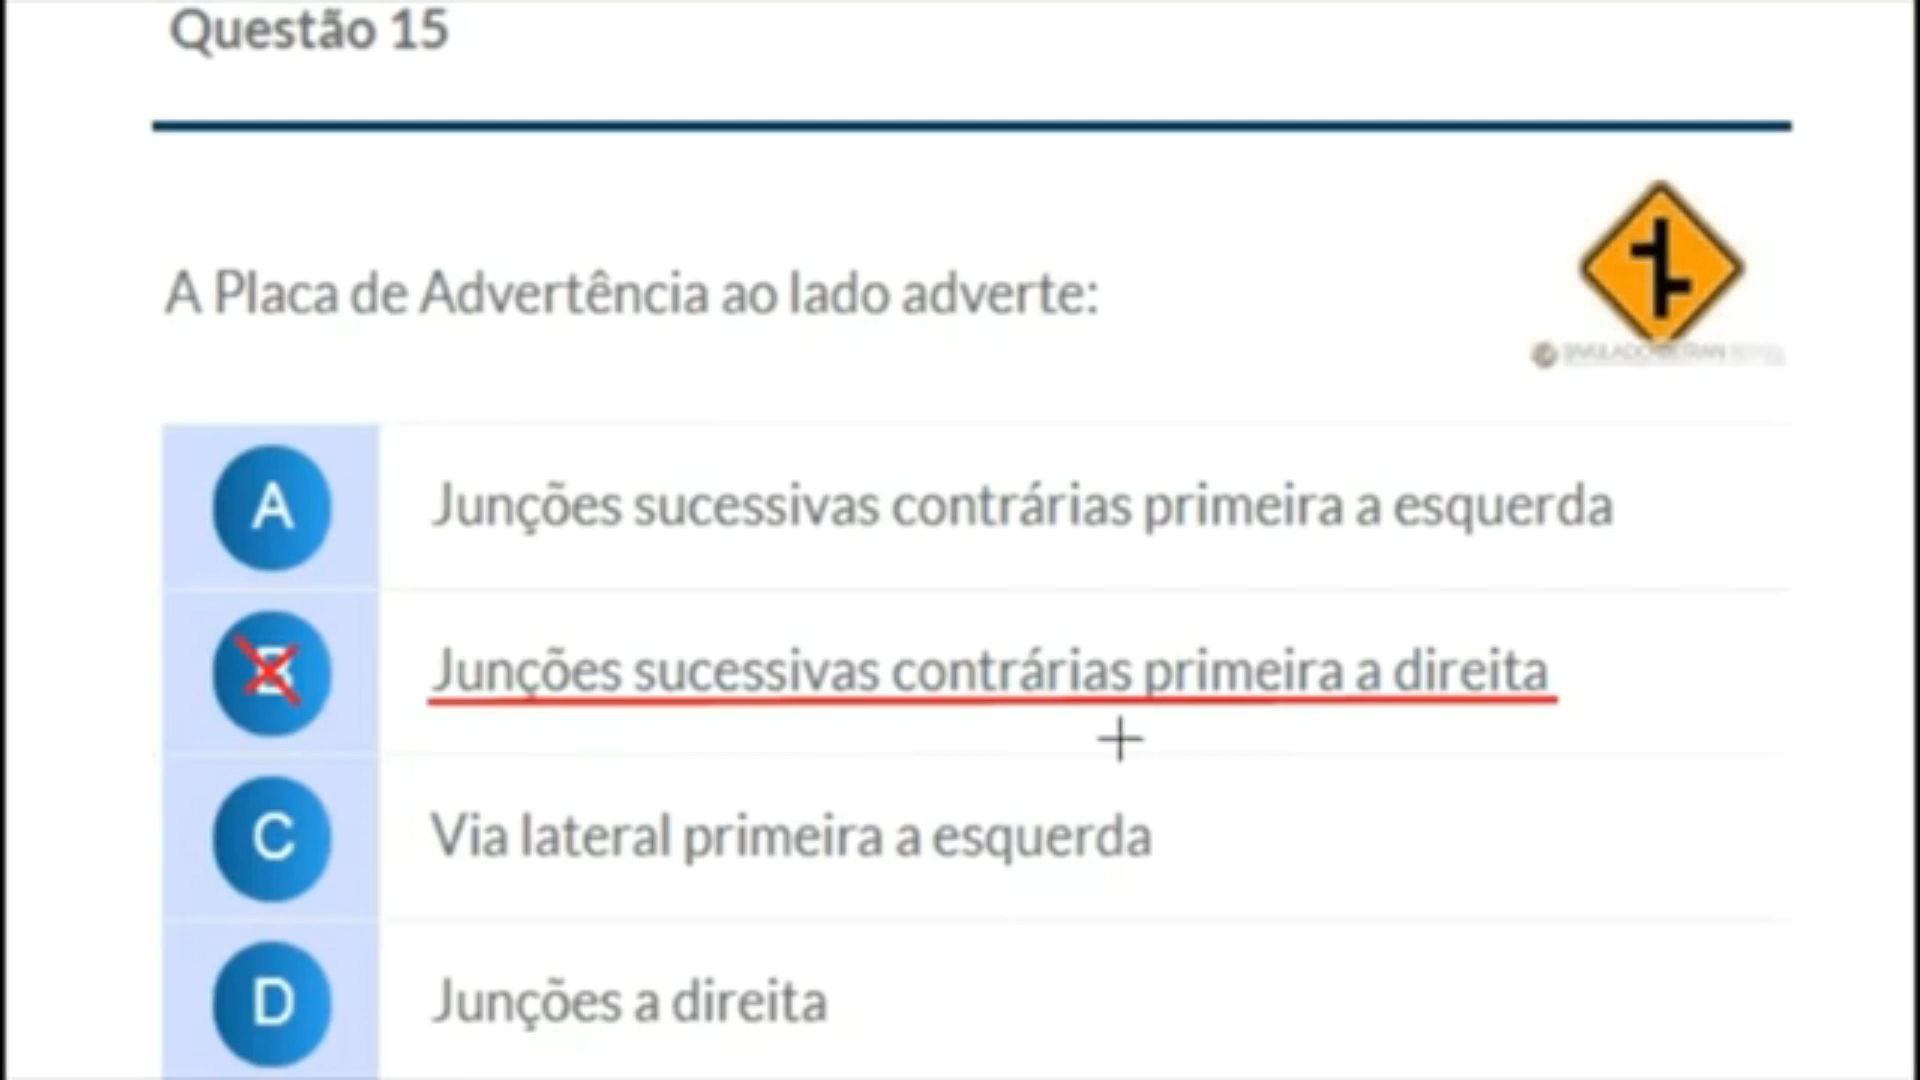 Questão 15
A Placa de Advertência ao lado adverte:
A Junções sucessivas contrárias primeira a esquerda
B Junções sucessivas contrárias primeira a direita
C Via lateral primeira a esquerda
D Junções a direita